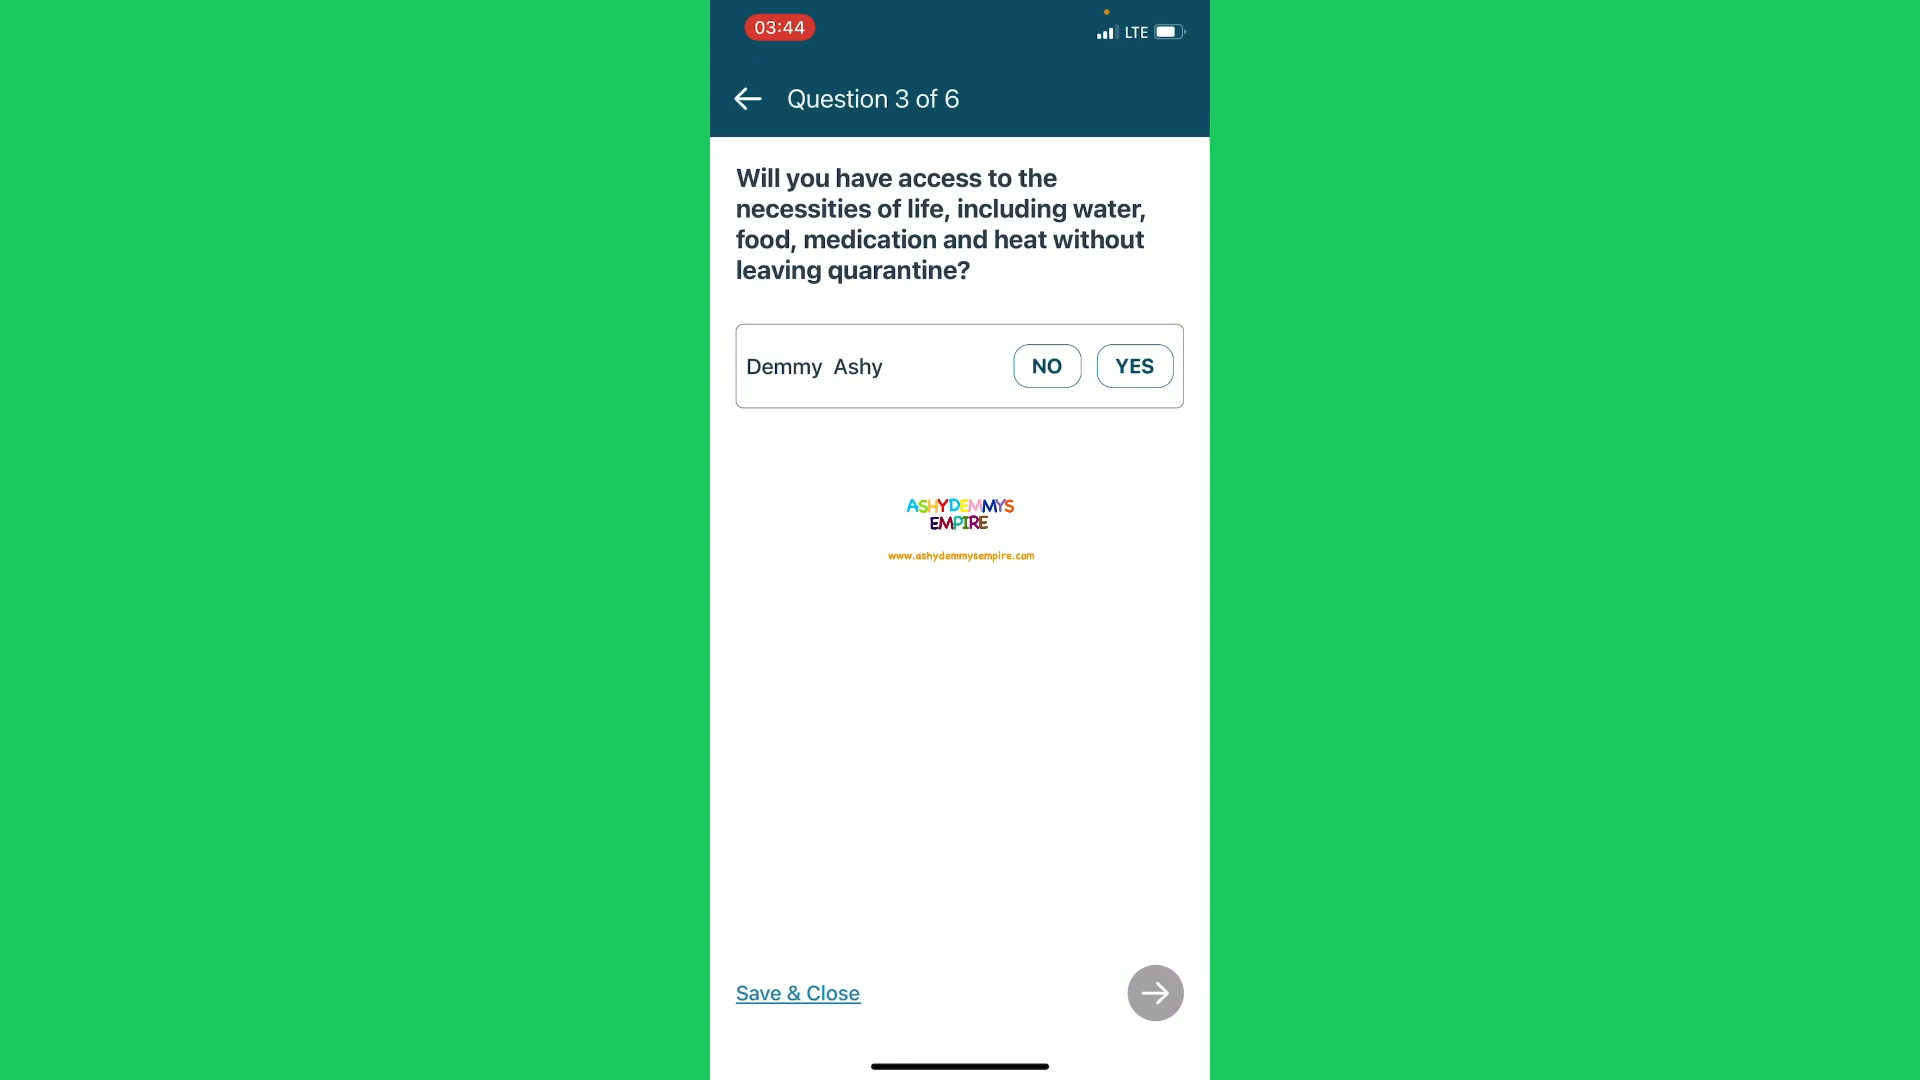 03:44
LTE
Question 3 of 6
Will you have access to the
necessities of life, including water,
food, medication and heat without
leaving quarantine?
Demmy Ashy NO YES
ASHYDEMMYS
EMPIRE
www.ashydemmysempire.com
Save & Close